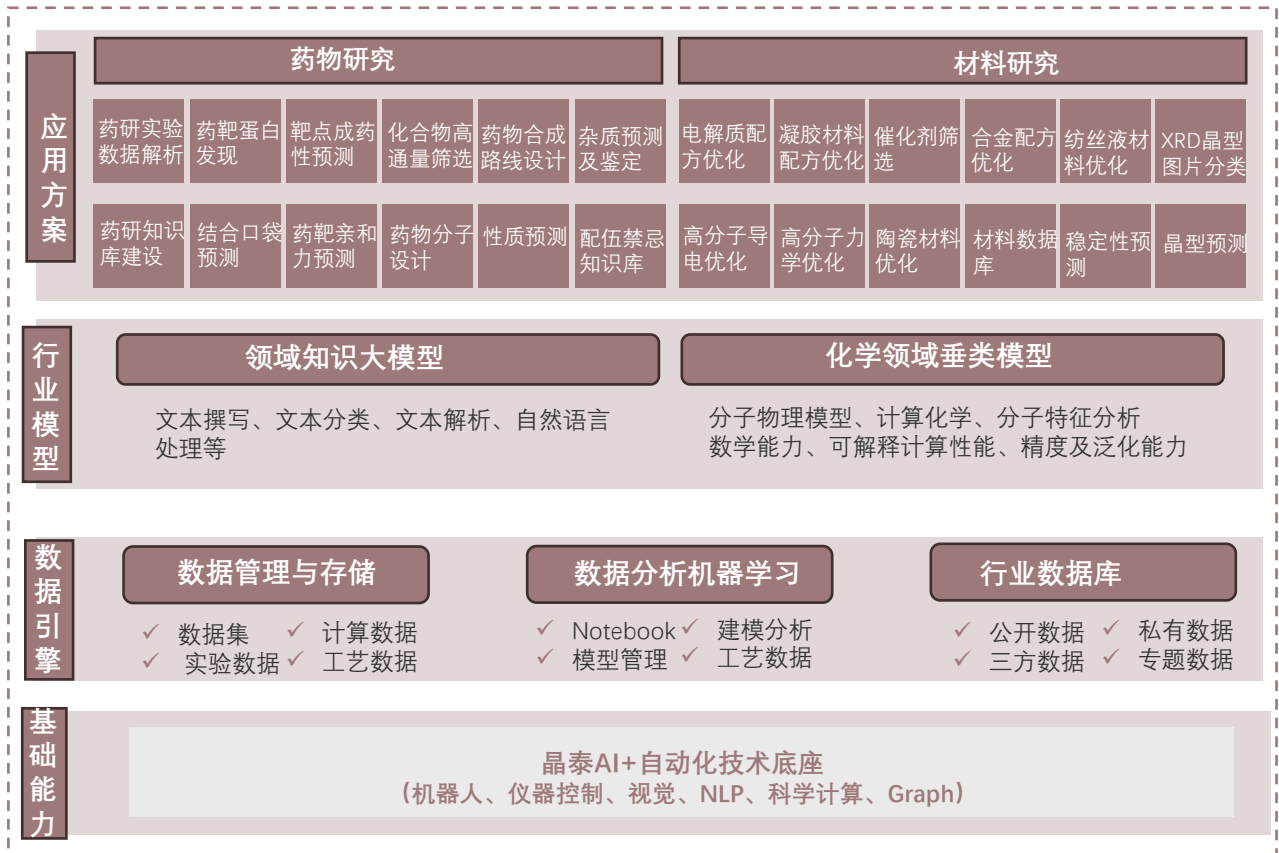 应用方案
药物研究
材料研究
药研实验
数据解析
药靶蛋白
发现
靶点成药
性预测
化合物高
通量筛选
药物合成
路线设计
杂质预测
及鉴定
电解质配
方优化
凝胶材料
配方优化
催化剂筛
选
合金配方
优化
纺丝液材
料优化
XRD晶型
图片分类
药研知识
库建设
结合口袋
预测
药靶亲和
力预测
药物分子
设计
性质预测
配伍禁忌
知识库
高分子导
电优化
高分子力
学优化
陶瓷材料
优化
材料数据
库
稳定性预
测
晶型预测
行业模型
领域知识大模型
文本撰写、文本分类、文本解析、自然语言
处理等
化学领域垂类模型
分子物理模型、计算化学、分子特征分析
数学能力、可解释计算性能、精度及泛化能力
数据引擎
数据管理与存储
✓ 数据集 ✓ 计算数据
✓ 实验数据 ✓ 工艺数据
数据分析机器学习
✓ Notebook ✓ 建模分析
✓ 模型管理 ✓ 工艺数据
行业数据库
✓ 公开数据 ✓ 私有数据
✓ 三方数据 ✓ 专题数据
基础能力
晶泰AI+自动化技术底座
（机器人、仪器控制、视觉、NLP、科学计算、Graph）